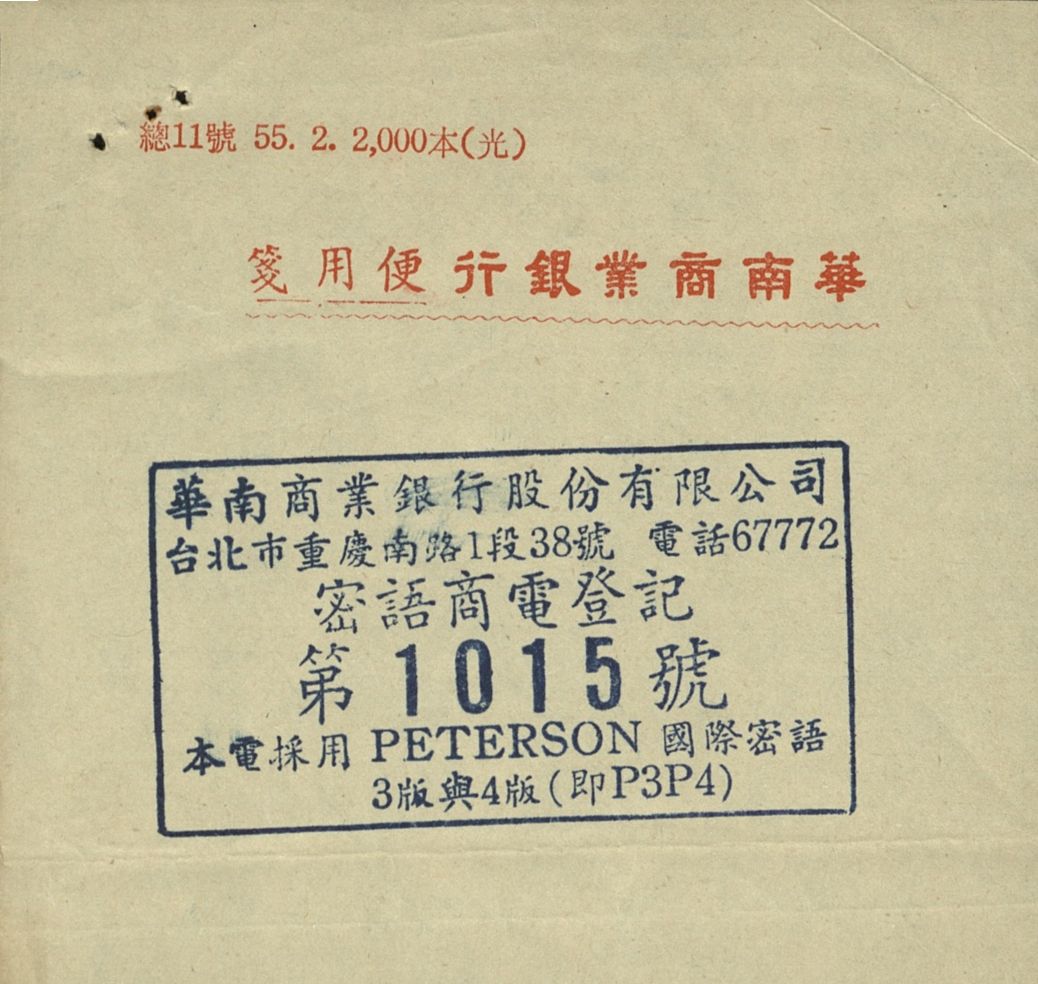 總11號 55. 2. 2,000本(光)
華南商業銀行便用箋
華南商業銀行股份有限公司
台北市重慶南路1段38號 電話67772
密語商電登記
第1015號
本電採用 PETERSON 國際密語
3版與4版(即P3P4)